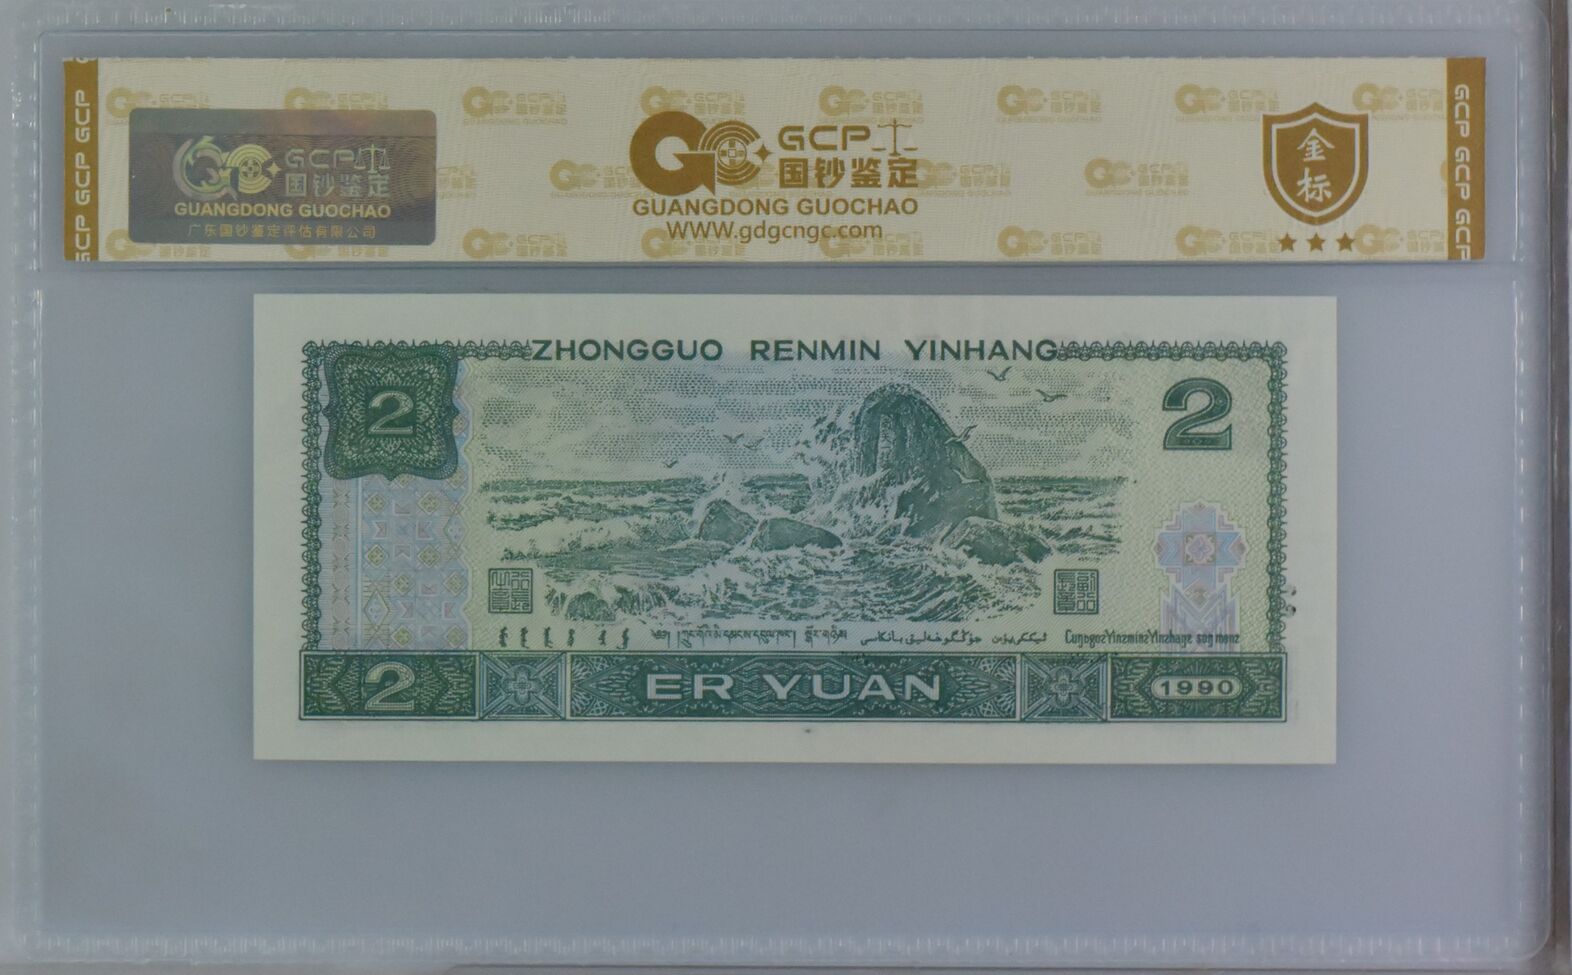 GCP GCP GCP
GCP
国钞鉴定
GUANGDONG GUOCHAO
广东国钞鉴定评估有限公司
GCP
国钞鉴定
GUANGDONG GUOCHAO
WWW.gdgcngc.com
金标
GCP GCP GCP
ZHONGGUO RENMIN YINHANG
2
2
2
ER YUAN
1990